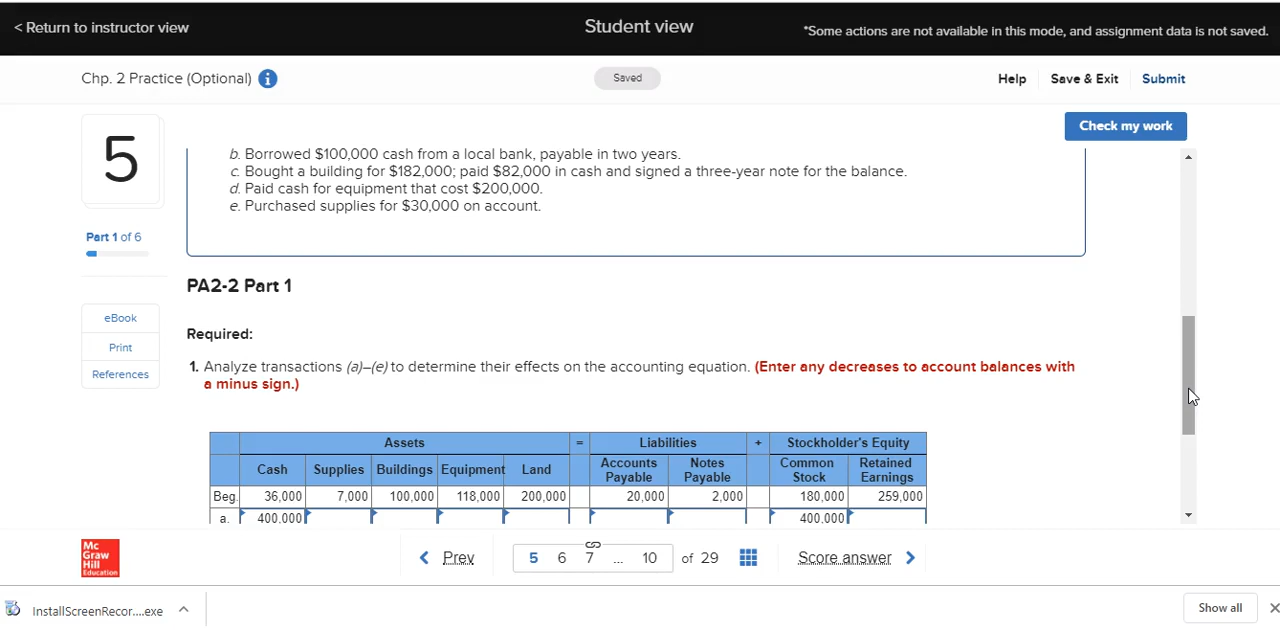 < Return to instructor view
Student view
*Some actions are not available in this mode, and assignment data is not saved.
Chp. 2 Practice (Optional) i
Saved
Help
Save & Exit
Submit
Check my work
5
Part 1 of 6
eBook
Print
References
b. Borrowed $100,000 cash from a local bank, payable in two years.
c. Bought a building for $182,000; paid $82,000 in cash and signed a three-year note for the balance.
d. Paid cash for equipment that cost $200,000.
e. Purchased supplies for $30,000 on account.
PA2-2 Part 1
Required:
1. Analyze transactions (a)–(e) to determine their effects on the accounting equation. (Enter any decreases to account balances with
a minus sign.)
Assets = Liabilities + Stockholder's Equity
Cash Supplies Buildings Equipment Land Accounts Payable Notes Payable Common Stock Retained Earnings
Beg. 36,000 7,000 100,000 118,000 200,000 20,000 2,000 180,000 259,000
a. 400,000 400,000
Mc
Graw
Hill
Education
< Prev
5 6 7 ... 10 of 29
Score answer >
InstallScreenRecor....exe
Show all